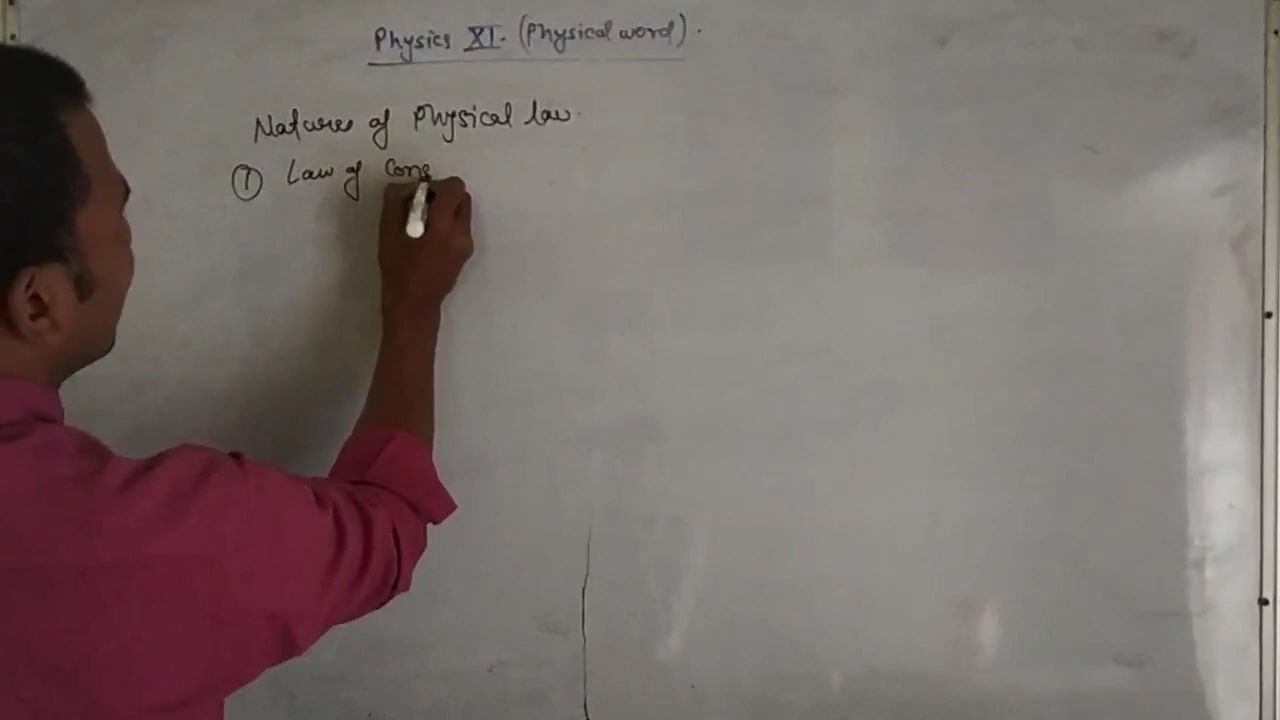 Physics XI. (Physical word).
Natures of Physical law.
① Law of Cons